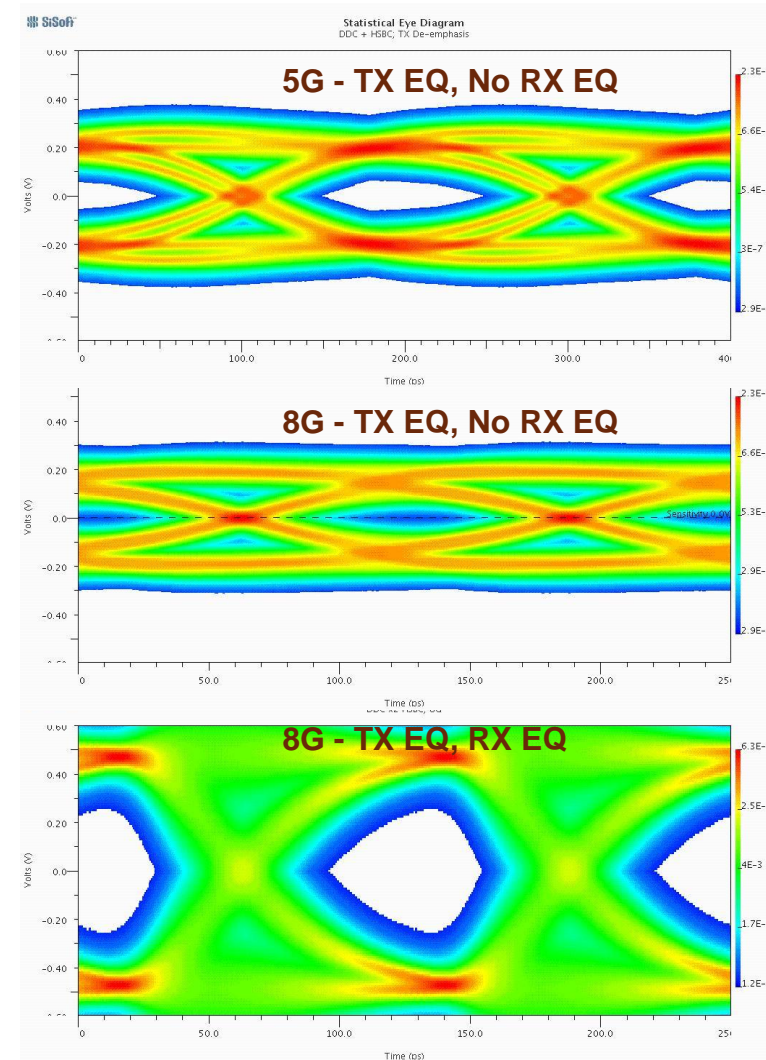 SiSoft
Statistical Eye Diagram
DDC + HSBC; TX De-emphasis
5G - TX EQ, No RX EQ
0.60
0.40
0.20
0.0
-0.20
-0.40
Volts (V)
2.3E-
6.6E-
5.4E-
3E-7
2.9E-
0 100.0 200.0 300.0 40
Time (ps)
8G - TX EQ, No RX EQ
0.40
0.20
0.0
-0.20
-0.40
Volts (V)
Sensitivity 0.0V
2.3E-
6.6E-
5.3E-
2.9E-
2.9E-
0 50.0 100.0 150.0 200.0 25
Time (ps)
8G - TX EQ, RX EQ
0.60
0.40
0.20
0.0
-0.20
-0.40
Volts (V)
6.3E-
2.5E-
4E-3
1.7E-
1.2E-
0 50.0 100.0 150.0 200.0 25
Time (ps)